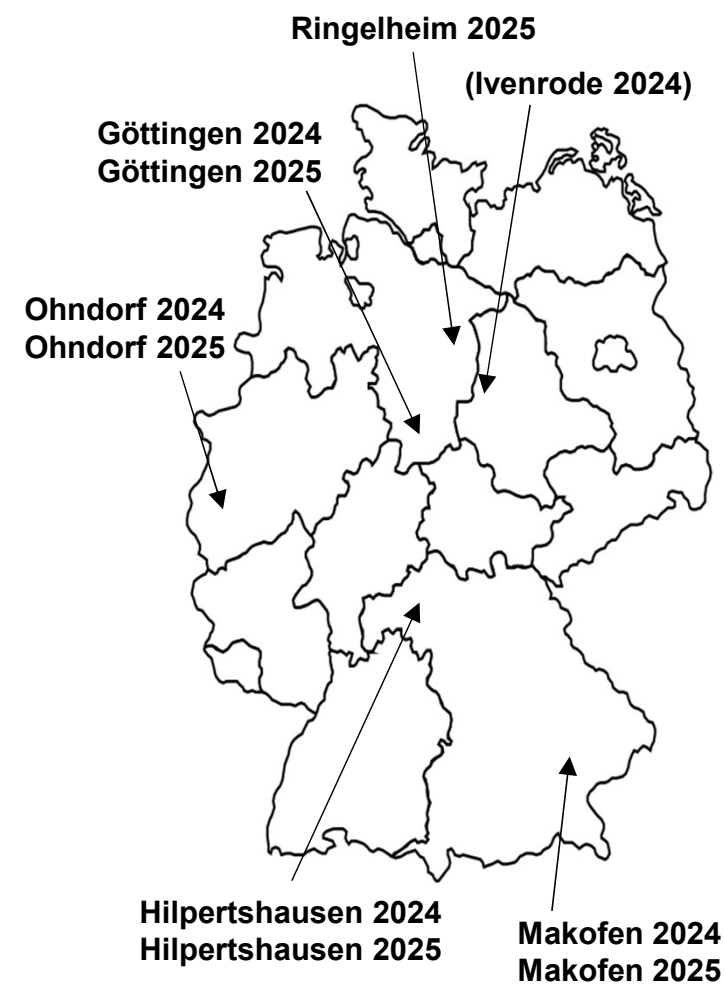 Ringelheim 2025
(Ivenrode 2024)
Göttingen 2024
Göttingen 2025
Ohndorf 2024
Ohndorf 2025
Hilpertshausen 2024
Hilpertshausen 2025
Makofen 2024
Makofen 2025